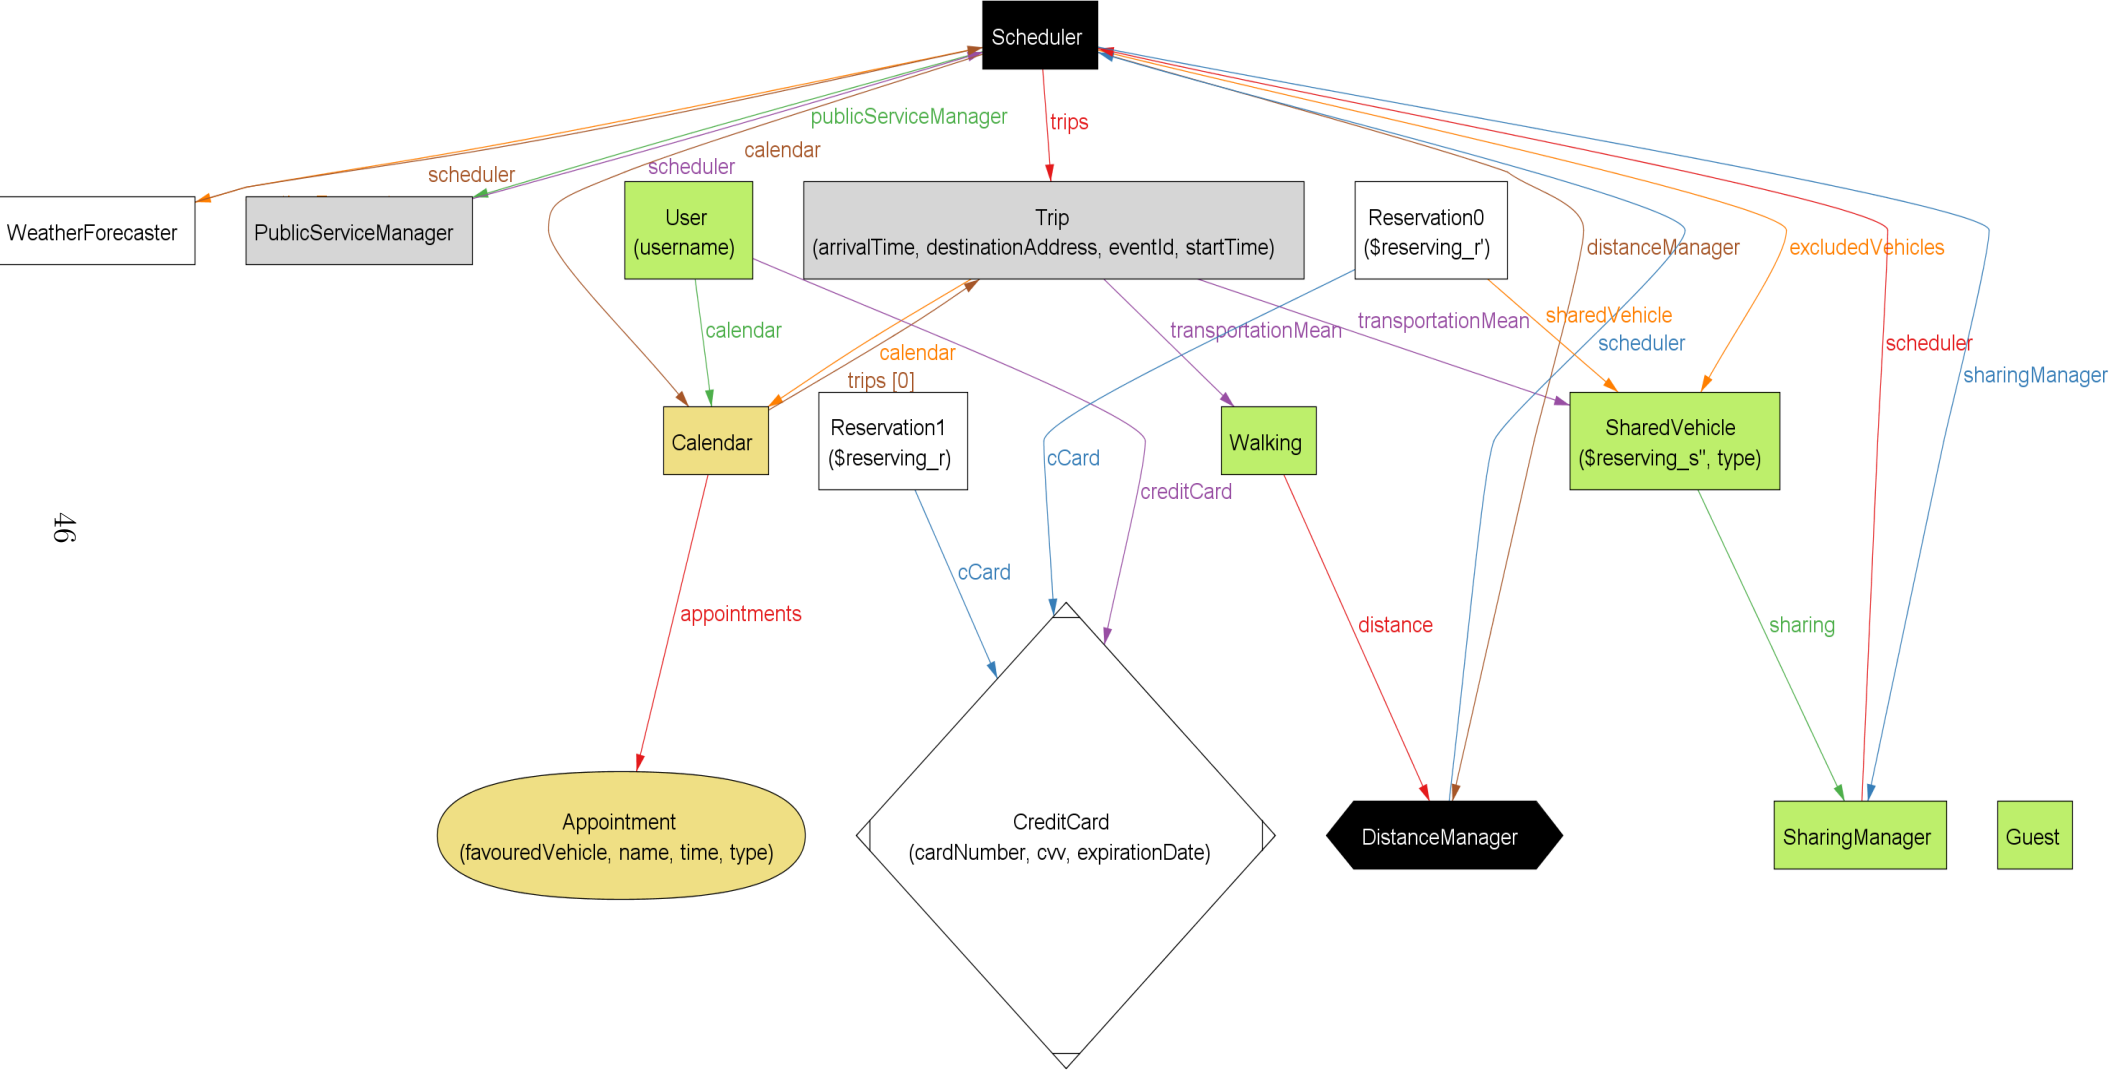 Scheduler
publicServiceManager
trips
calendar
scheduler
scheduler
WeatherForecaster
PublicServiceManager
User
(username)
Trip
(arrivalTime, destinationAddress, eventId, startTime)
Reservation0
($reserving_r')
distanceManager
excludedVehicles
calendar
calendar
trips [0]
transportationMean
transportationMean
sharedVehicle
scheduler
scheduler
sharingManager
Calendar
Reservation1
($reserving_r)
cCard
Walking
creditCard
SharedVehicle
($reserving_s", type)
46
cCard
appointments
distance
sharing
Appointment
(favouredVehicle, name, time, type)
CreditCard
(cardNumber, cvv, expirationDate)
DistanceManager
SharingManager
Guest